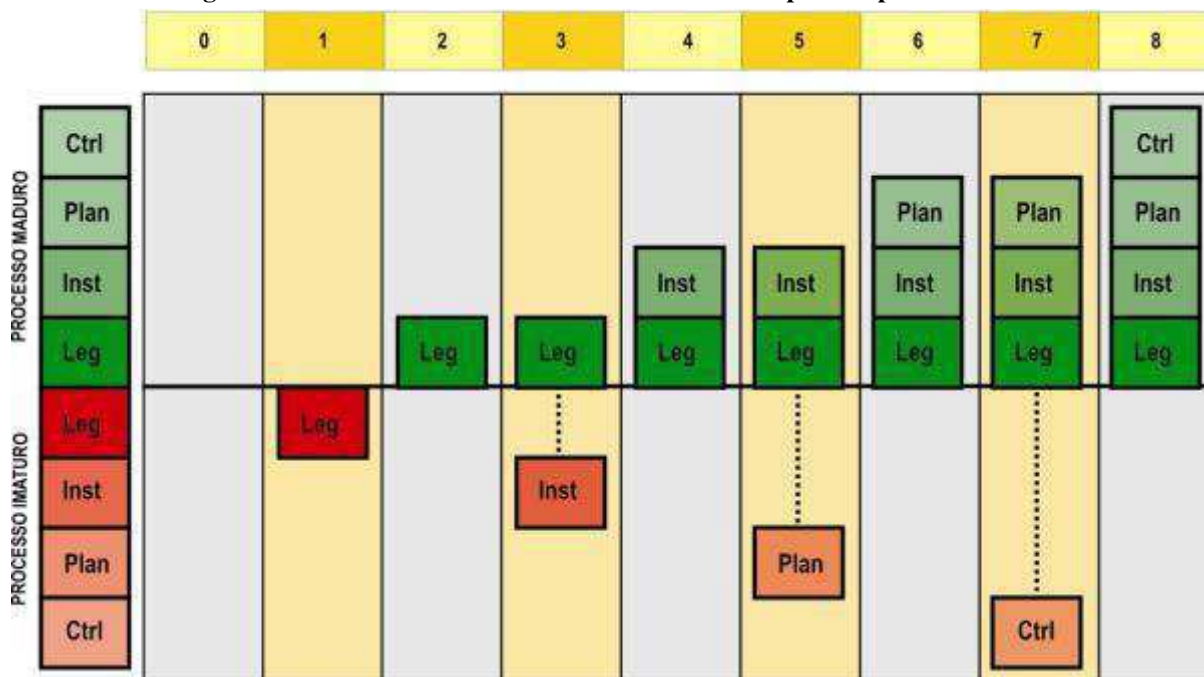 0 1 2 3 4 5 6 7 8
PROCESSO MADURO
Ctrl Ctrl
Plan Plan Plan Plan
Inst Inst Inst Inst Inst Inst
Leg Leg Leg Leg Leg Leg Leg Leg
PROCESSO IMATURO
Leg Leg
Inst Inst
Plan Plan
Ctrl Ctrl